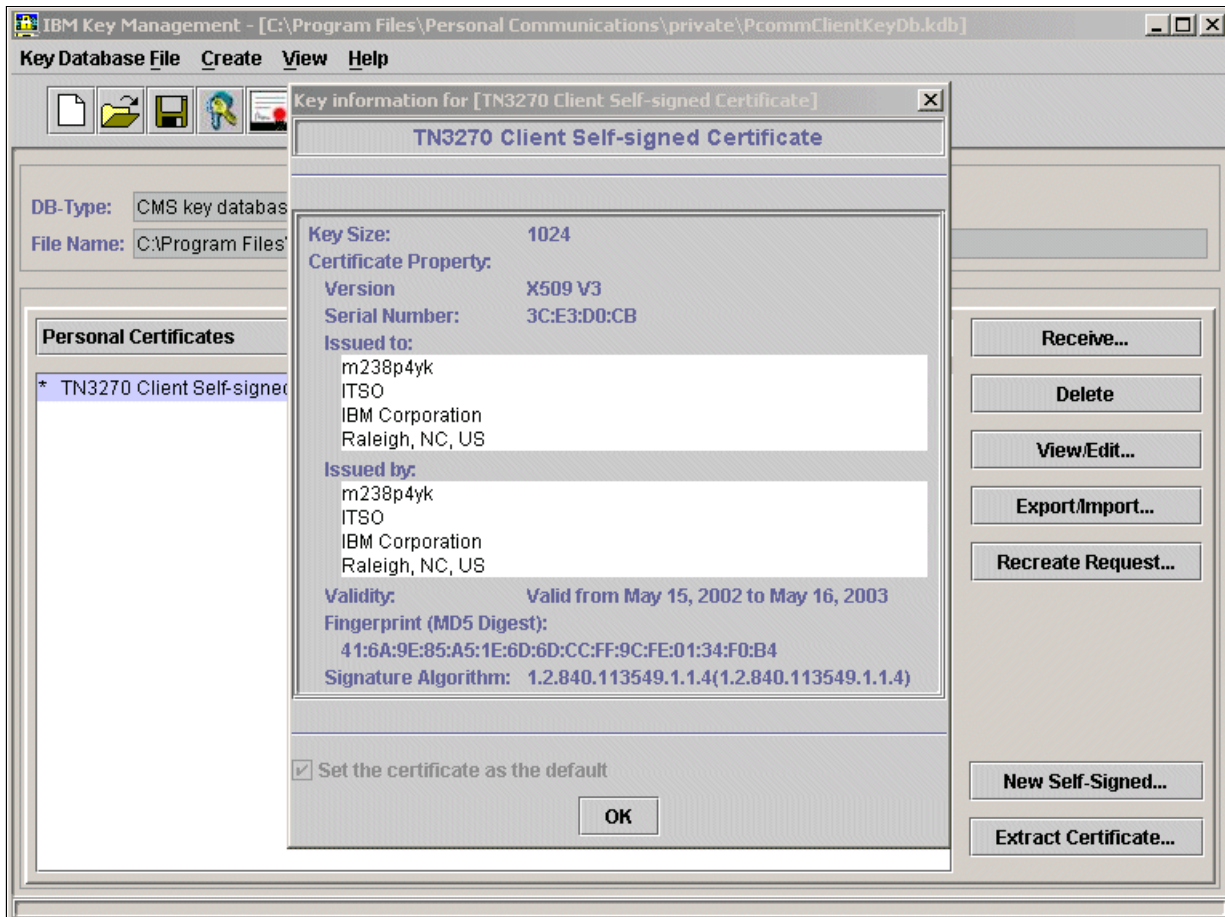 IBM Key Management - [C:\Program Files\Personal Communications\private\PcommClientKeyDb.kdb]
Key Database File Create View Help
Key information for [TN3270 Client Self-signed Certificate]
TN3270 Client Self-signed Certificate
DB-Type: CMS key databas
File Name: C:\Program Files
Key Size: 1024
Certificate Property:
Version X509 V3
Serial Number: 3C:E3:D0:CB
Issued to:
m238p4yk
ITSO
IBM Corporation
Raleigh, NC, US
Issued by:
m238p4yk
ITSO
IBM Corporation
Raleigh, NC, US
Validity: Valid from May 15, 2002 to May 16, 2003
Fingerprint (MD5 Digest):
41:6A:9E:85:A5:1E:6D:6D:CC:FF:9C:FE:01:34:F0:B4
Signature Algorithm: 1.2.840.113549.1.1.4(1.2.840.113549.1.1.4)
Set the certificate as the default
OK
Personal Certificates
* TN3270 Client Self-signed
Receive...
Delete
View/Edit...
Export/Import...
Recreate Request...
New Self-Signed...
Extract Certificate...